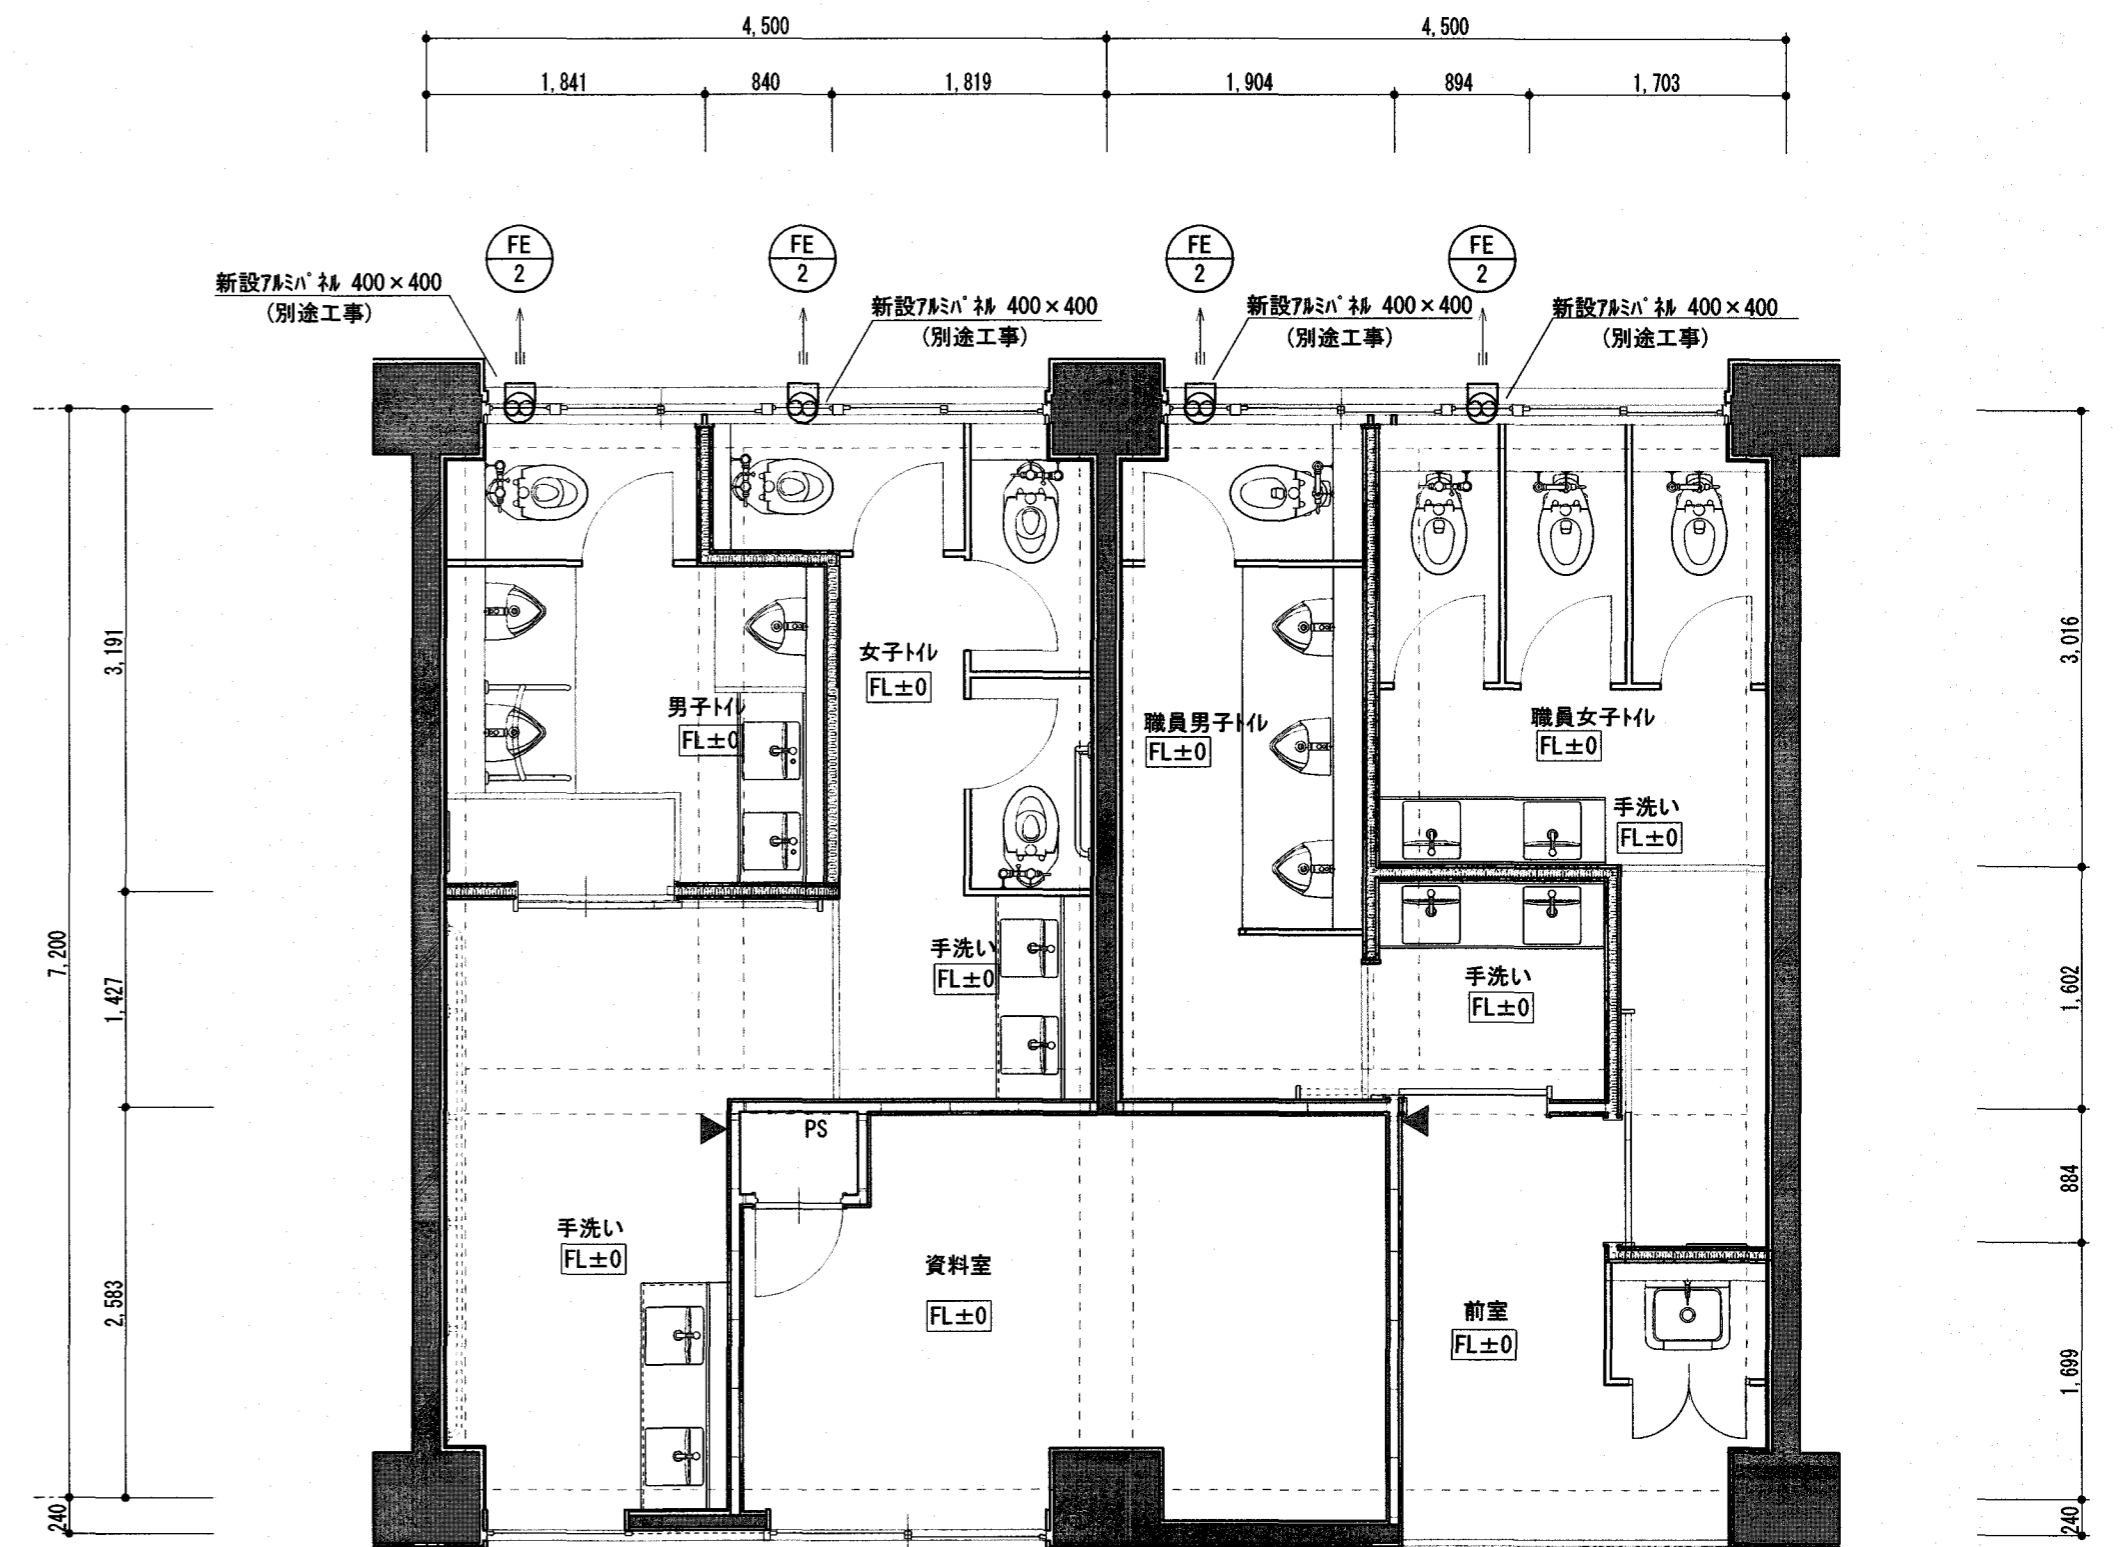 4,500
4,500
1,841
840
1,819
1,904
894
1,703
FE
2
FE
2
FE
2
FE
2
新設アルミパネル 400×400
(別途工事)
新設アルミパネル 400×400
(別途工事)
新設アルミパネル 400×400
(別途工事)
新設アルミパネル 400×400
(別途工事)
7,200
240
3,191
1,427
2,583
女子トイレ
FL±0
男子トイレ
FL±0
職員男子トイレ
FL±0
職員女子トイレ
FL±0
手洗い
FL±0
手洗い
FL±0
手洗い
FL±0
PS
手洗い
FL±0
資料室
FL±0
前室
FL±0
3,016
1,602
884
1,699
240